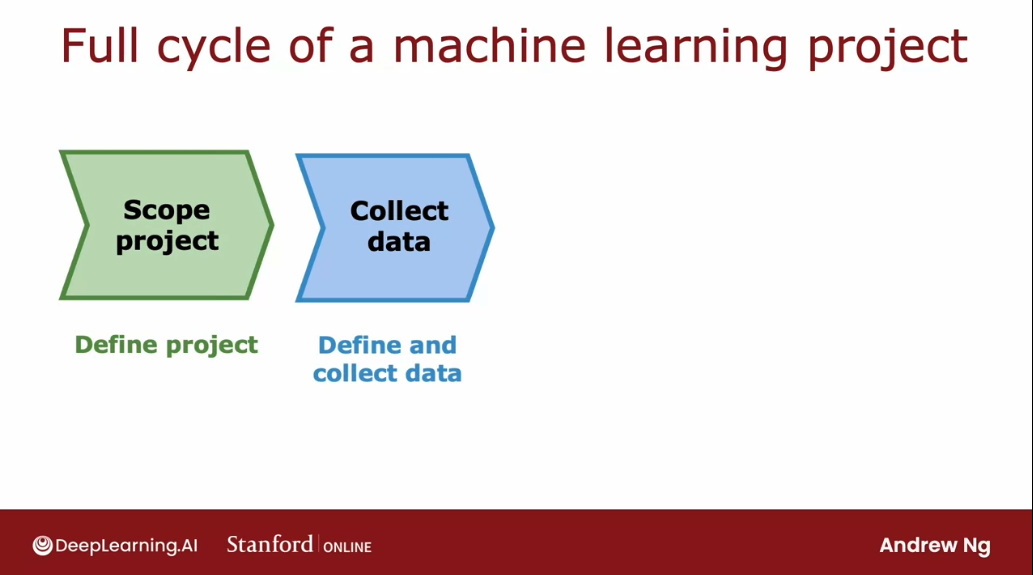 Full cycle of a machine learning project
Scope
project
Collect
data
Define project
Define and
collect data
DeepLearning.AI
Stanford ONLINE
Andrew Ng